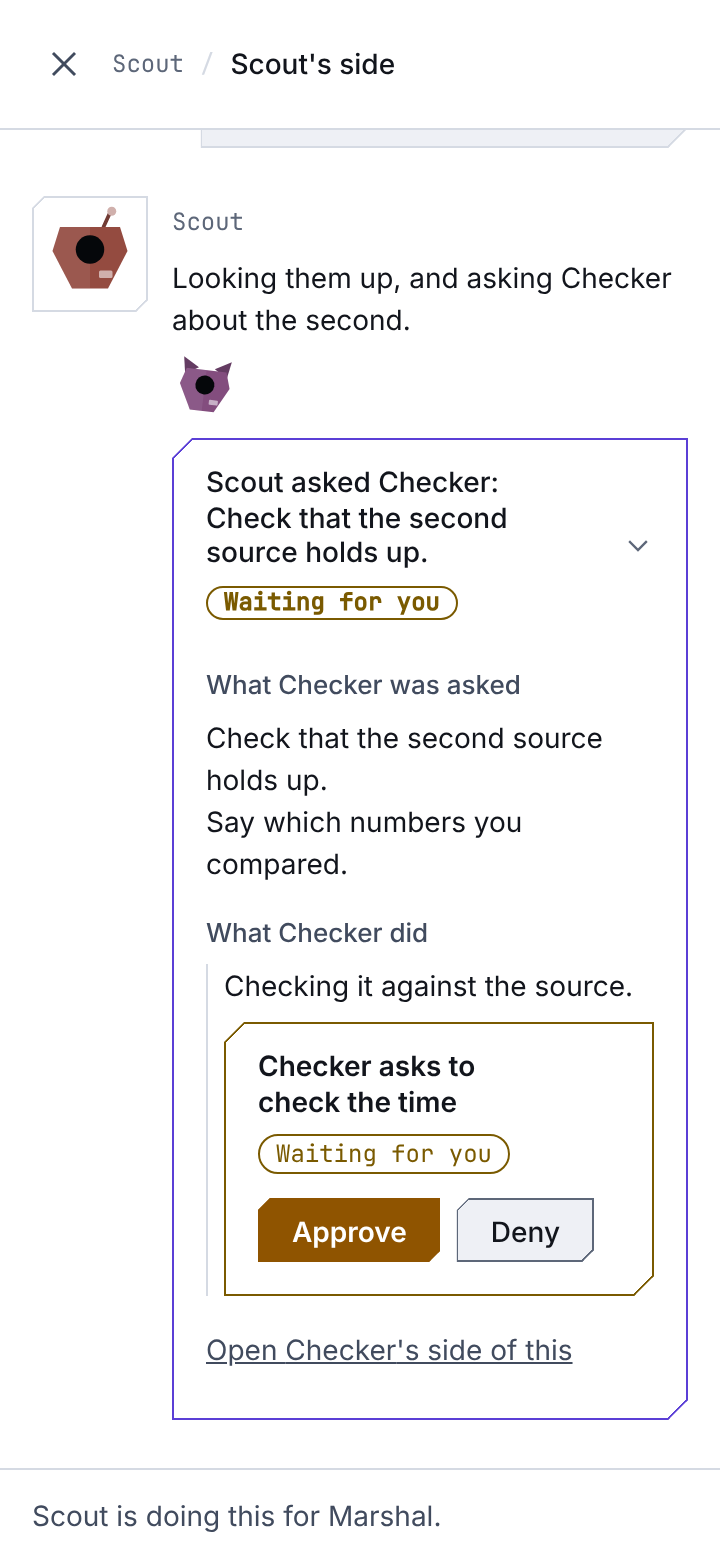 Scout / Scout's side
Scout
Looking them up, and asking Checker
about the second.
Scout asked Checker:
Check that the second
source holds up.
Waiting for you
What Checker was asked
Check that the second source
holds up.
Say which numbers you
compared.
What Checker did
Checking it against the source.
Checker asks to
check the time
Waiting for you
Approve
Deny
Open Checker's side of this
Scout is doing this for Marshal.